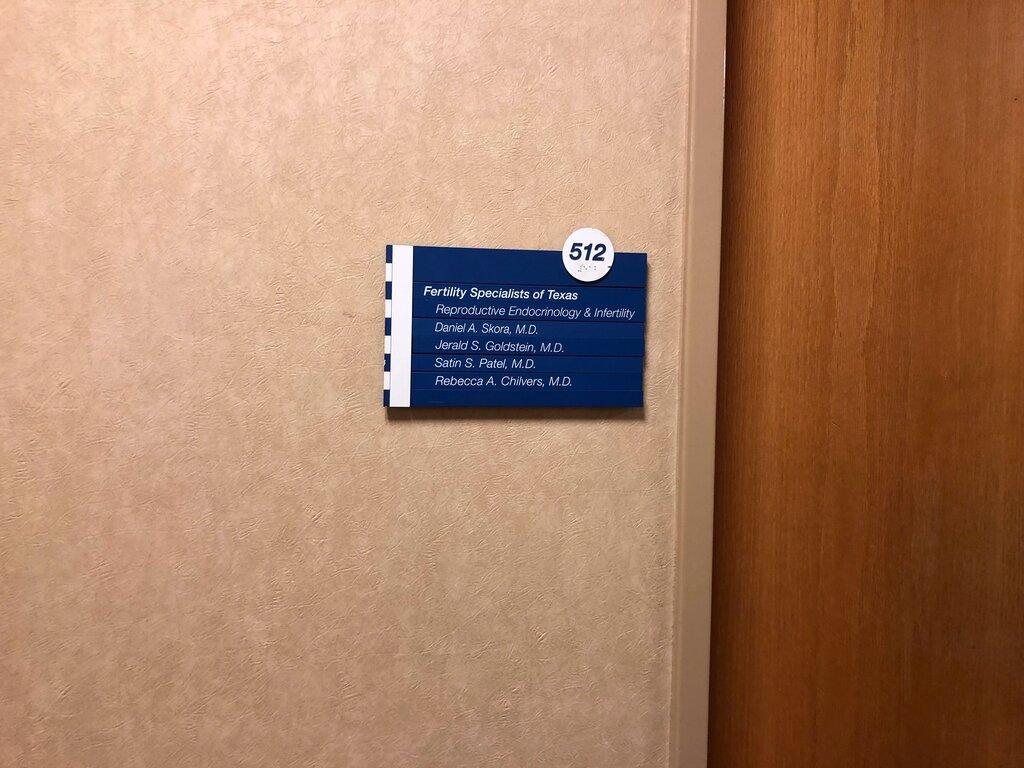 512
Fertility Specialists of Texas
Reproductive Endocrinology & Infertility
Daniel A. Skora, M.D.
Jerald S. Goldstein, M.D.
Satin S. Patel, M.D.
Rebecca A. Chilvers, M.D.